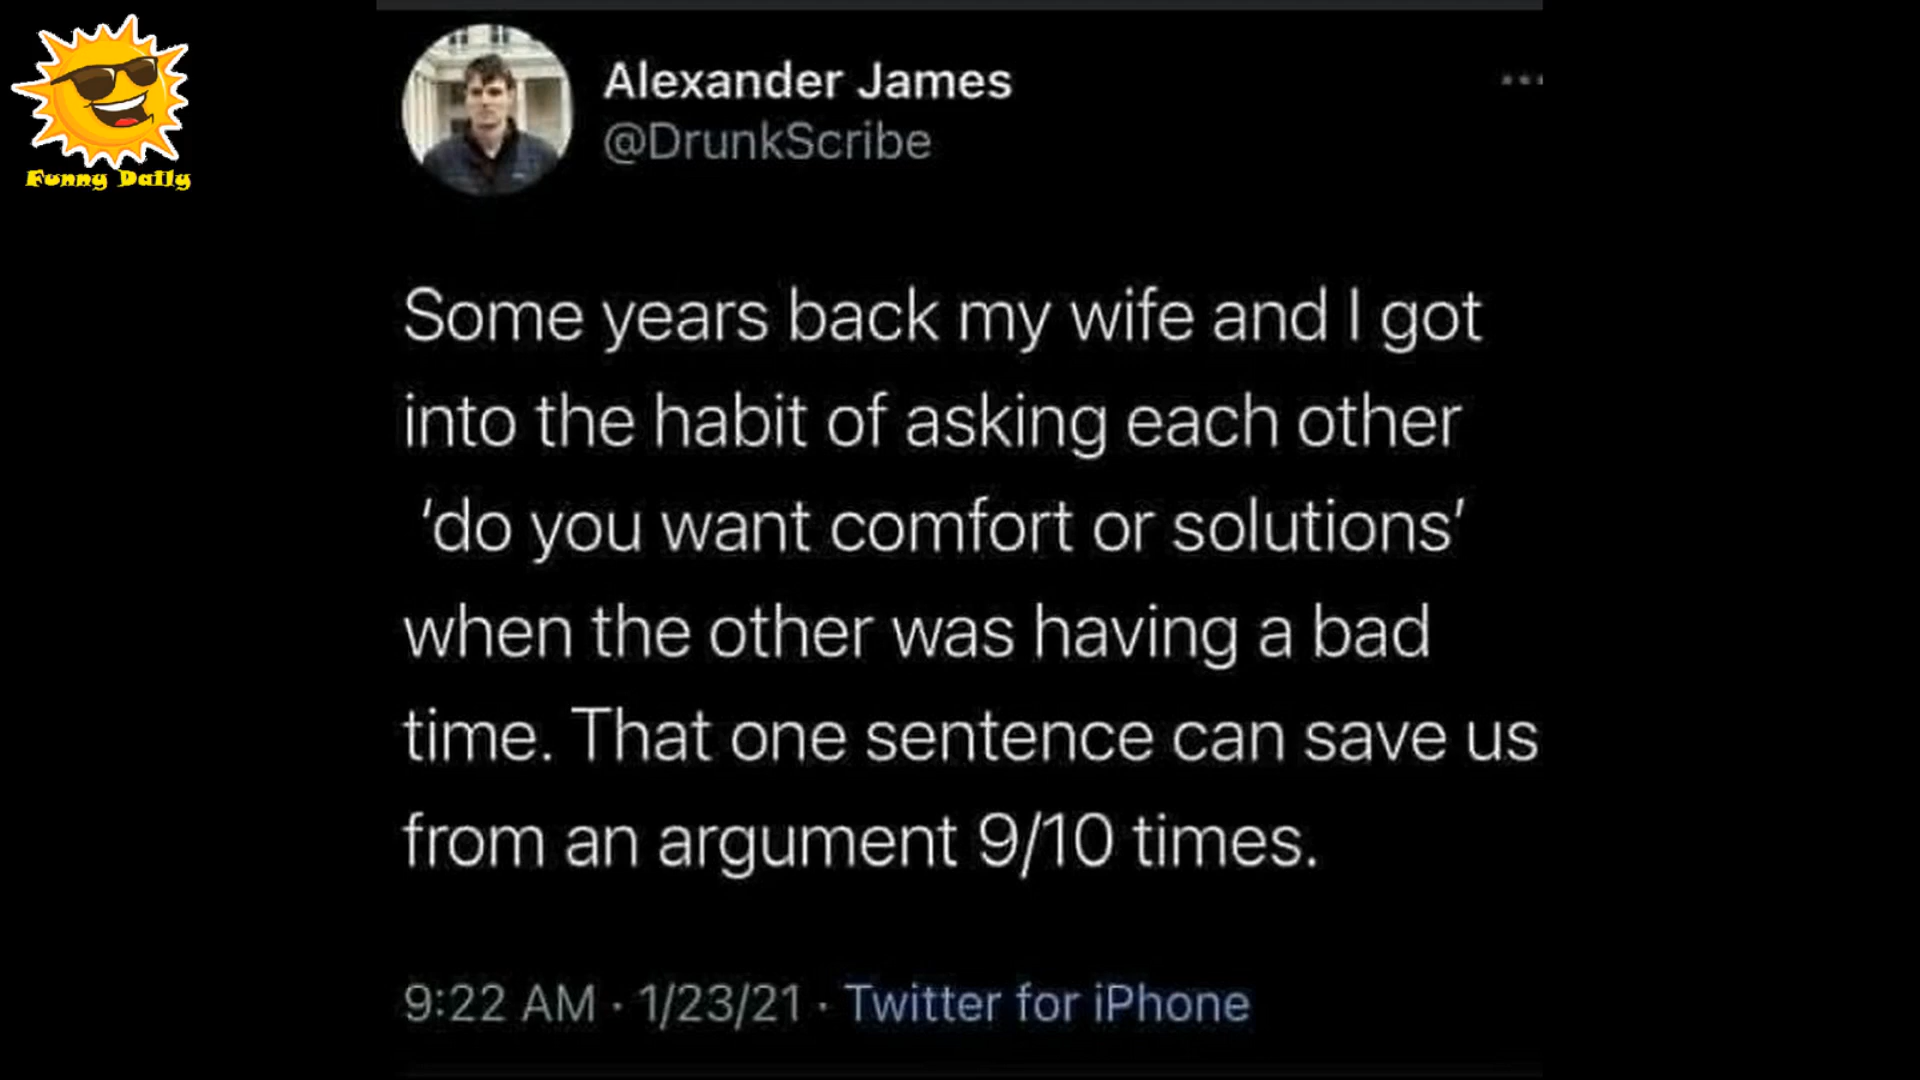 Funny Daily
Alexander James
@DrunkScribe
Some years back my wife and I got
into the habit of asking each other
'do you want comfort or solutions'
when the other was having a bad
time. That one sentence can save us
from an argument 9/10 times.
9:22 AM · 1/23/21 · Twitter for iPhone